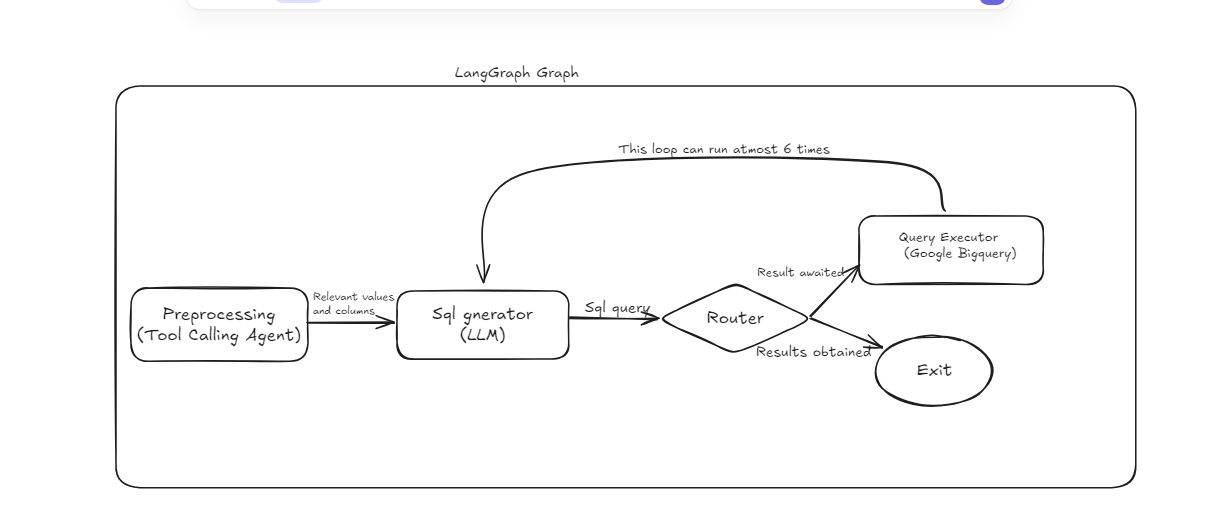 LangGraph Graph
This loop can run atmost 6 times
Query Executor
(Google Bigquery)
Result awaited
Relevant values
and columns
Preprocessing
(Tool Calling Agent)
Sql gnerator
(LLM)
Sql query
Router
Results obtained
Exit